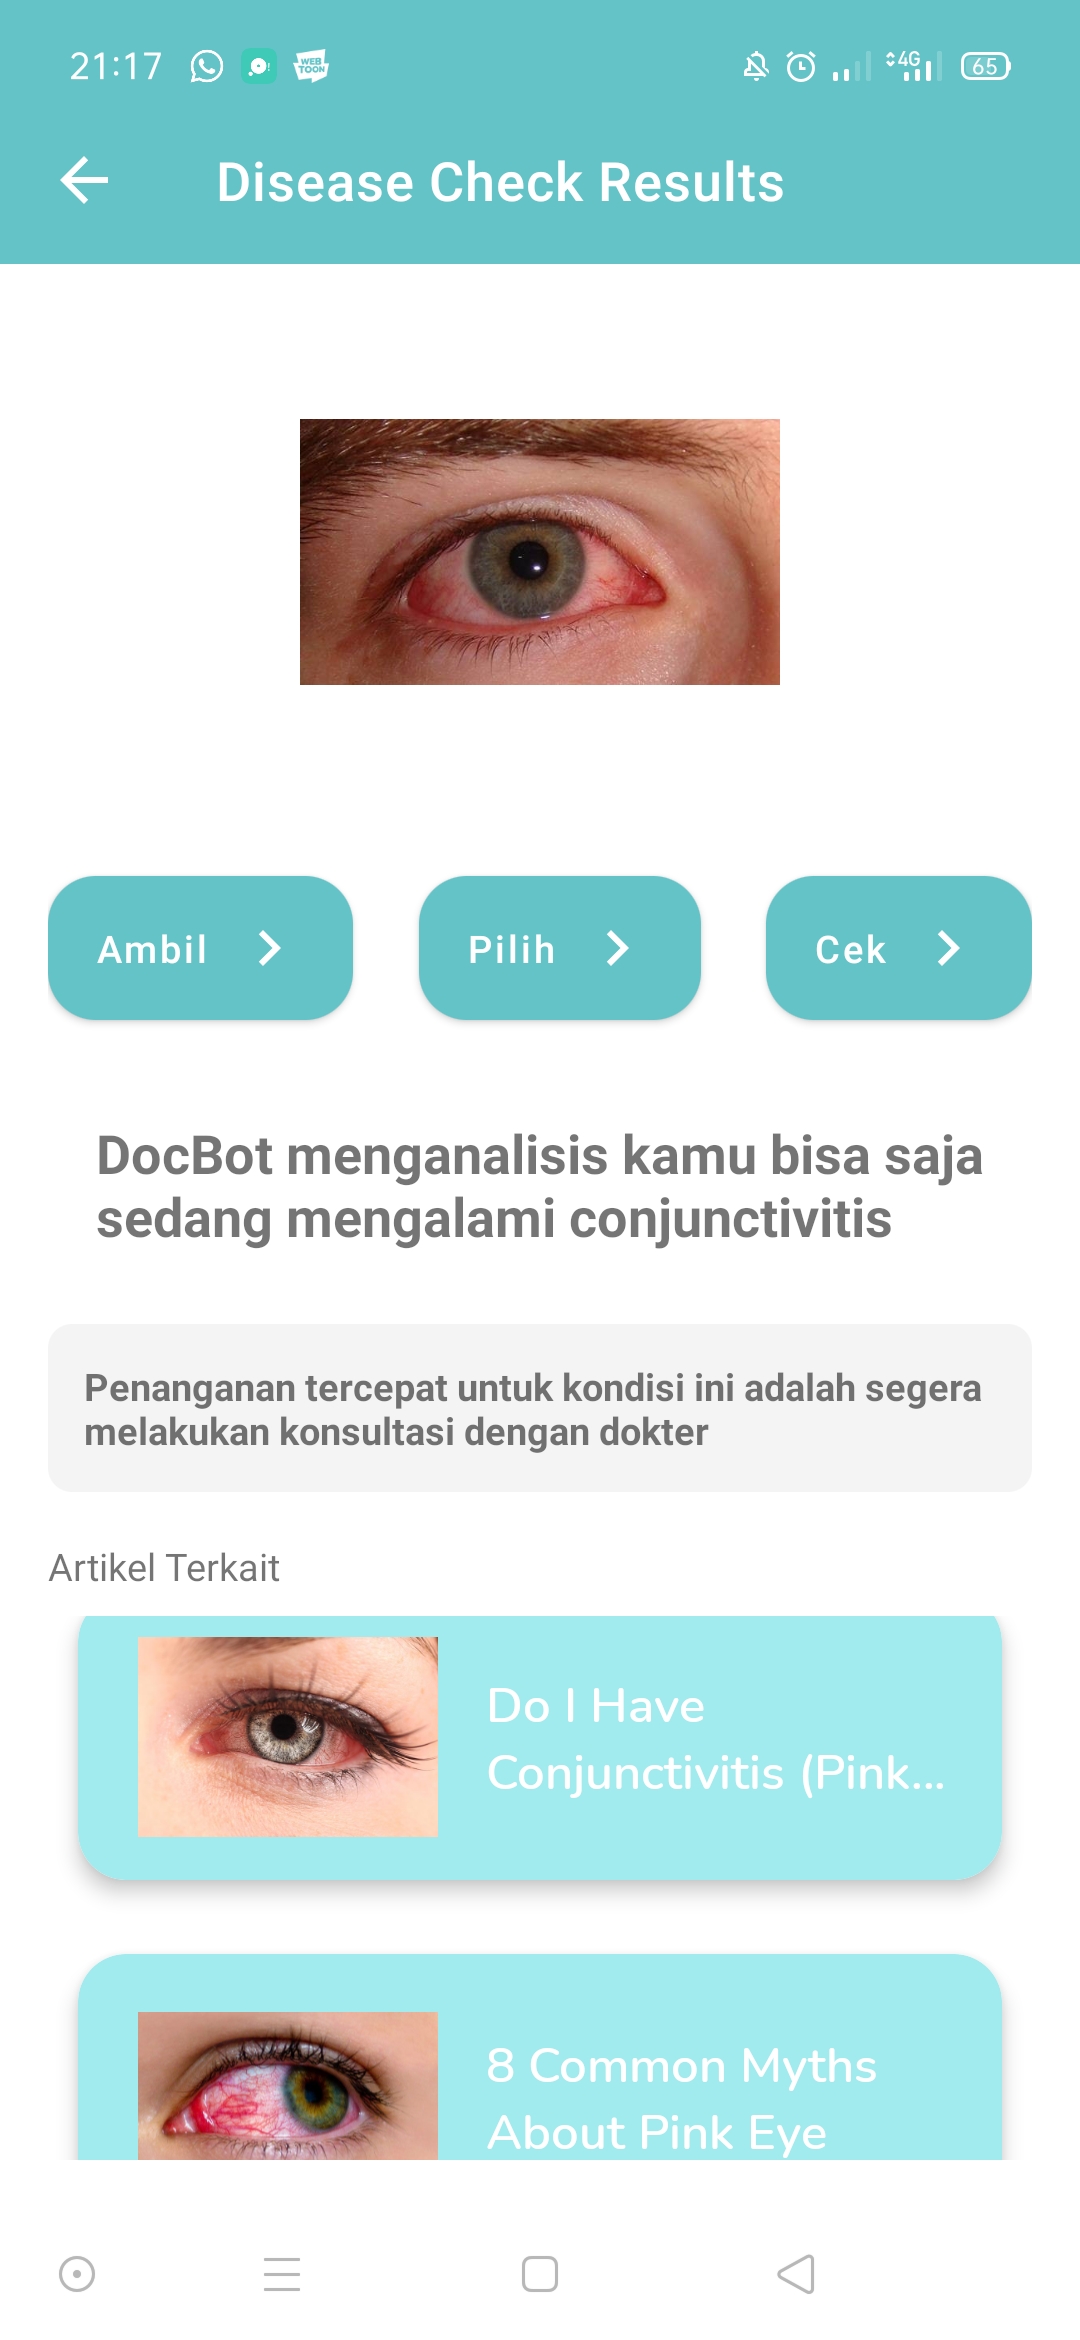 21:17
WEB
TOON
4G
65
Disease Check Results
Ambil
Pilih
Cek
DocBot menganalisis kamu bisa saja
sedang mengalami conjunctivitis
Penanganan tercepat untuk kondisi ini adalah segera
melakukan konsultasi dengan dokter
Artikel Terkait
Do I Have
Conjunctivitis (Pink...
8 Common Myths
About Pink Eye